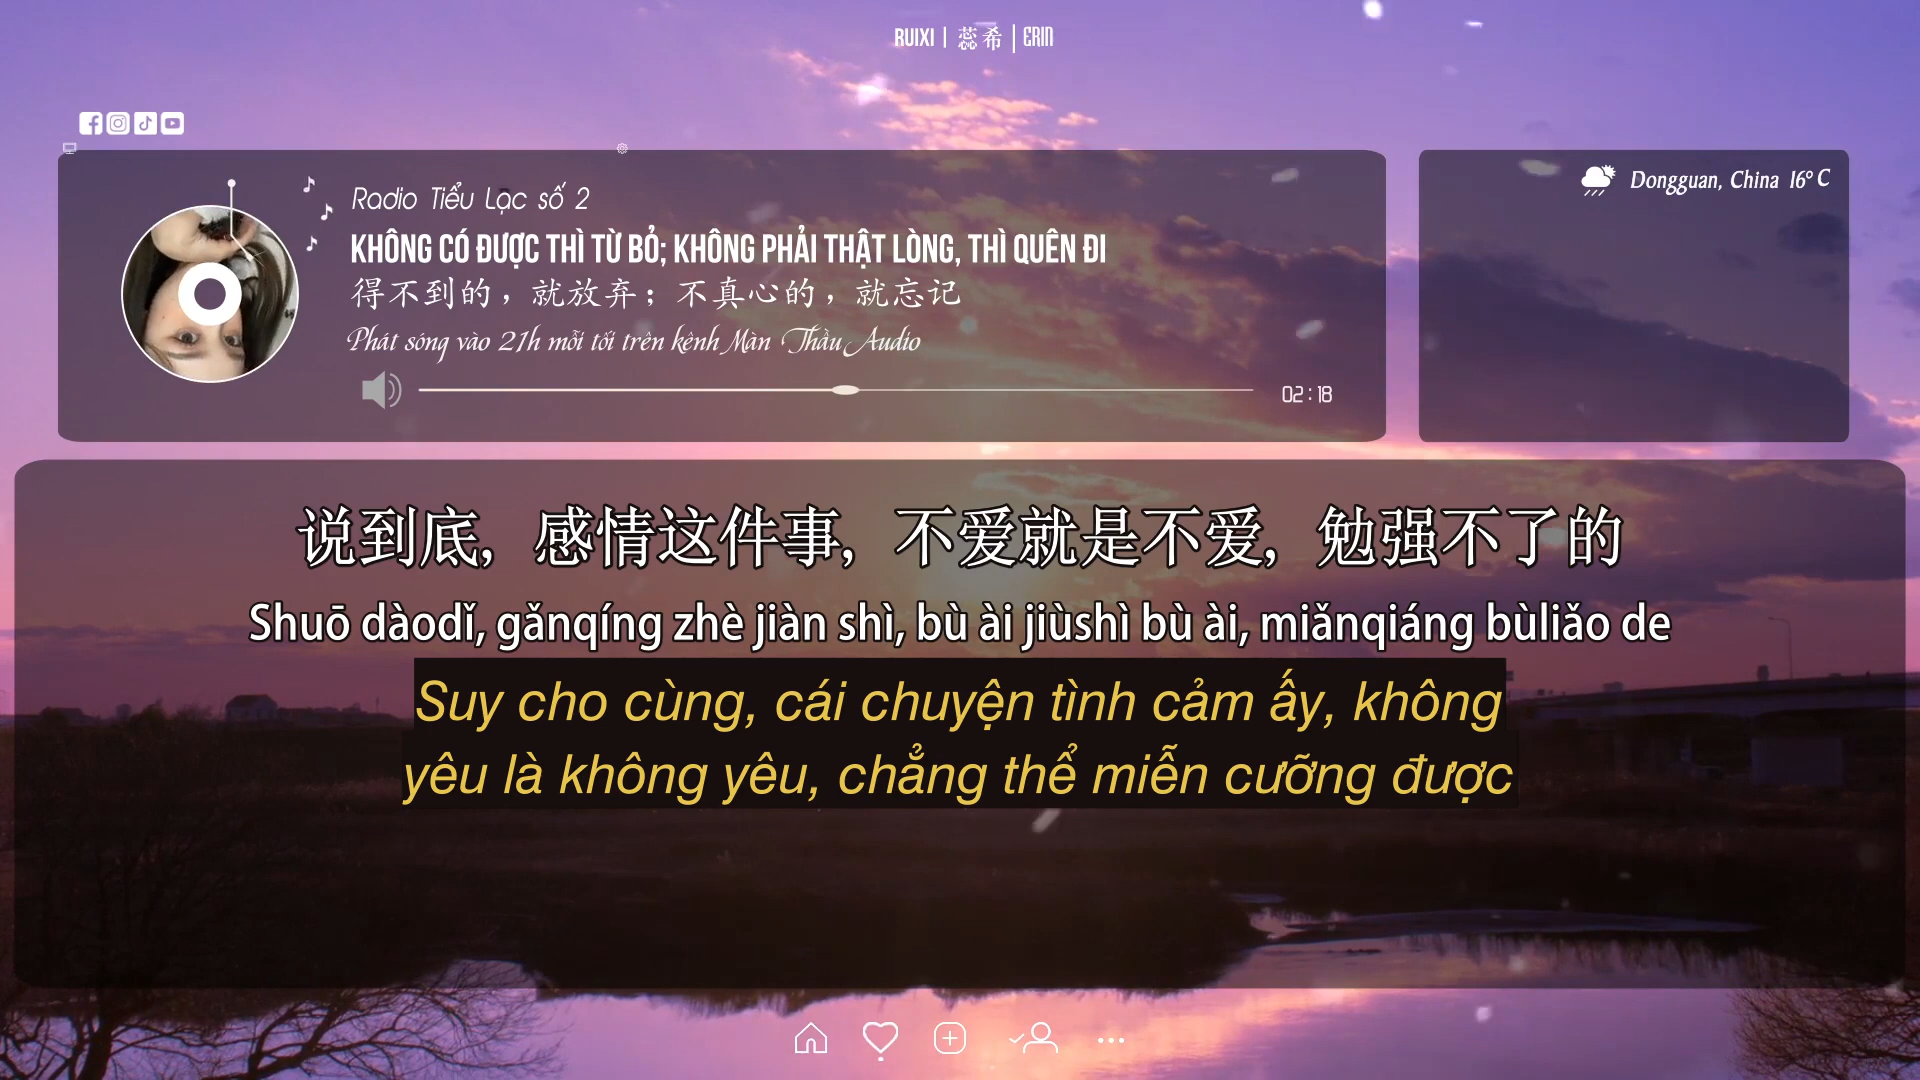 RUIXI | 蕊希 | ERIN
Radio Tiểu Lạc số 2
KHÔNG CÓ ĐƯỢC THÌ TỪ BỎ; KHÔNG PHẢI THẬT LÒNG, THÌ QUÊN ĐI
得不到的，就放弃；不真心的，就忘记
Phát sóng vào 21h mỗi tối trên kênh Màn Thầu Audio
02:18
Dongguan, China 16° C
说到底，感情这件事，不爱就是不爱，勉强不了的
Shuō dàodǐ, gǎnqíng zhè jiàn shì, bù ài jiùshì bù ài, miǎnqiáng bùliǎo de
Suy cho cùng, cái chuyện tình cảm ấy, không
yêu là không yêu, chẳng thể miễn cưỡng được